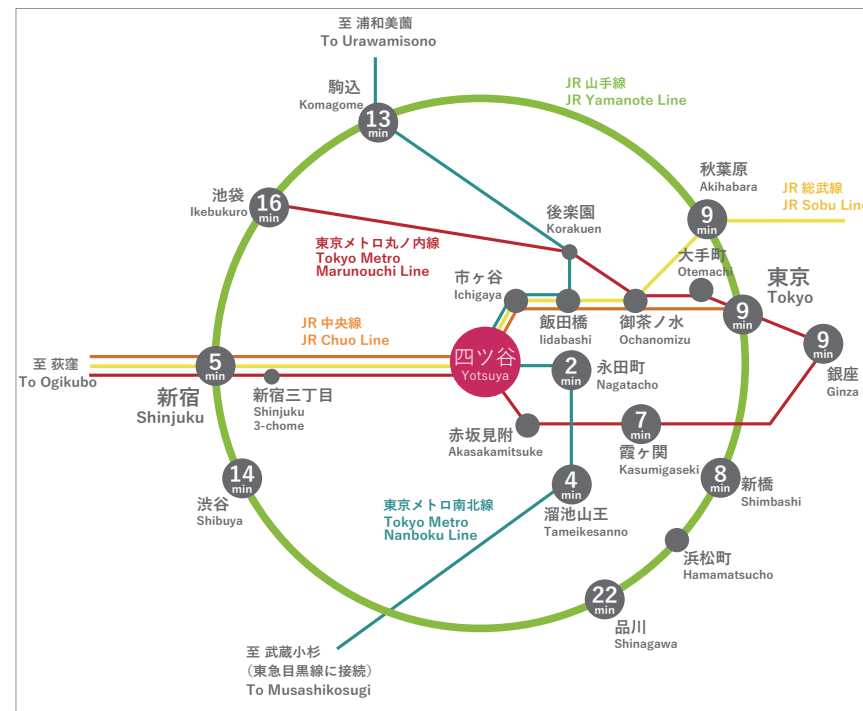 至 浦和美薗
To Urawamisono
駒込
Komagome
13
min
JR 山手線
JR Yamanote Line
秋葉原
Akihabara
9
min
JR 総武線
JR Sobu Line
池袋
Ikebukuro
16
min
後楽園
Korakuen
東京メトロ丸ノ内線
Tokyo Metro
Marunouchi Line
大手町
Otemachi
市ヶ谷
Ichigaya
飯田橋
Iidabashi
御茶ノ水
Ochanomizu
東京
Tokyo
9
min
JR 中央線
JR Chuo Line
四ツ谷
Yotsuya
9
min
銀座
Ginza
至 荻窪
To Ogikubo
5
min
新宿
Shinjuku
新宿三丁目
Shinjuku
3-chome
2
min
永田町
Nagatacho
赤坂見附
Akasakamitsuke
7
min
霞ヶ関
Kasumigaseki
14
min
渋谷
Shibuya
東京メトロ南北線
Tokyo Metro
Nanboku Line
4
min
溜池山王
Tameikesanno
8
min
新橋
Shimbashi
浜松町
Hamamatsucho
22
min
品川
Shinagawa
至 武蔵小杉
(東急目黒線に接続)
To Musashikosugi